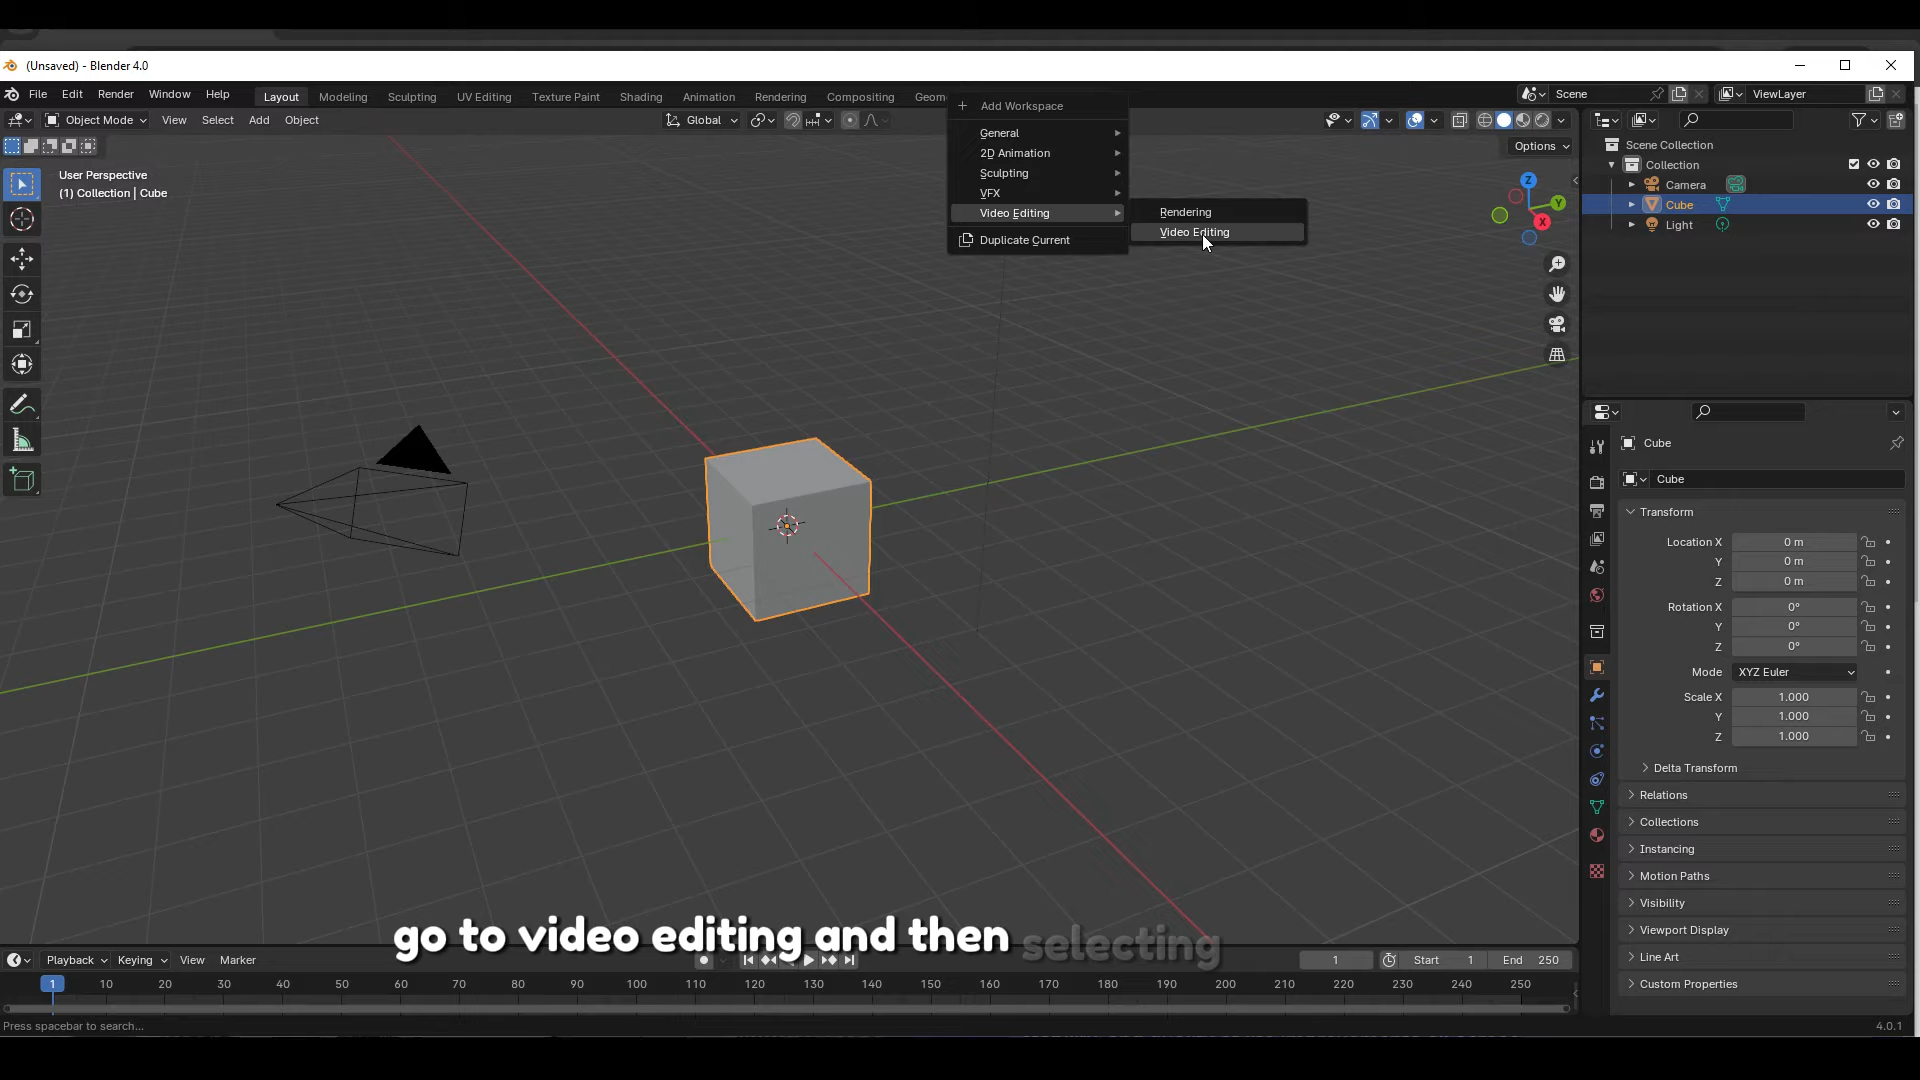 (Unsaved) - Blender 4.0
File Edit Render Window Help
Layout Modeling Sculpting UV Editing Texture Paint Shading Animation Rendering Compositing Geom
Scene
ViewLayer
Object Mode View Select Add Object
Global
Options
User Perspective
(1) Collection | Cube
Add Workspace
General
2D Animation
Sculpting
VFX
Video Editing
Duplicate Current
Rendering
Video Editing
Z
Y
X
Scene Collection
Collection
Camera
Cube
Light
Cube
Cube
Transform
Location X 0 m
Y 0 m
Z 0 m
Rotation X 0°
Y 0°
Z 0°
Mode XYZ Euler
Scale X 1.000
Y 1.000
Z 1.000
Delta Transform
Relations
Collections
Instancing
Motion Paths
Visibility
Viewport Display
Line Art
Custom Properties
go to video editing and then selecting
Playback Keying View Marker
1 Start 1 End 250
1 10 20 30 40 50 60 70 80 90 100 110 120 130 140 150 160 170 180 190 200 210 220 230 240 250
Press spacebar to search...
4.0.1